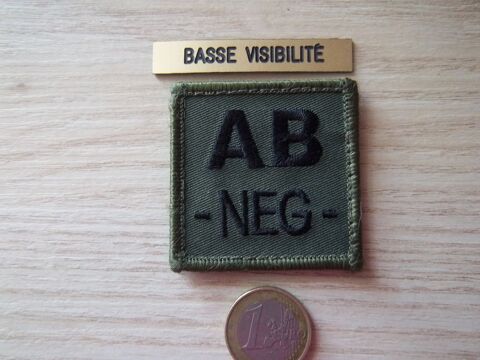 BASSE VISIBILITÉ
AB
- NEG -
1